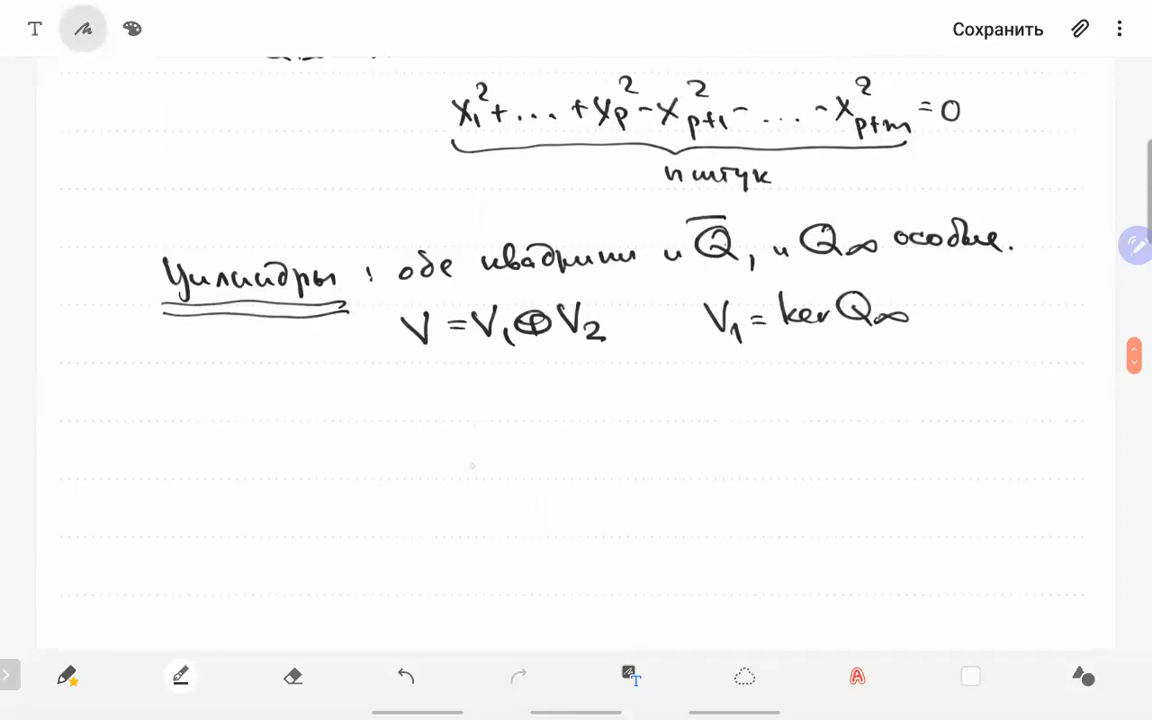 Сохранить
x₁² + ... + x_p² - x²_{p+1} - ... - x²_{p+m} = 0
n штук
Цилиндры : обе квадрики и Q̅, и Q∞ особые.
V = V₁ ⊕ V₂ V₁ = ker Q∞
T
A